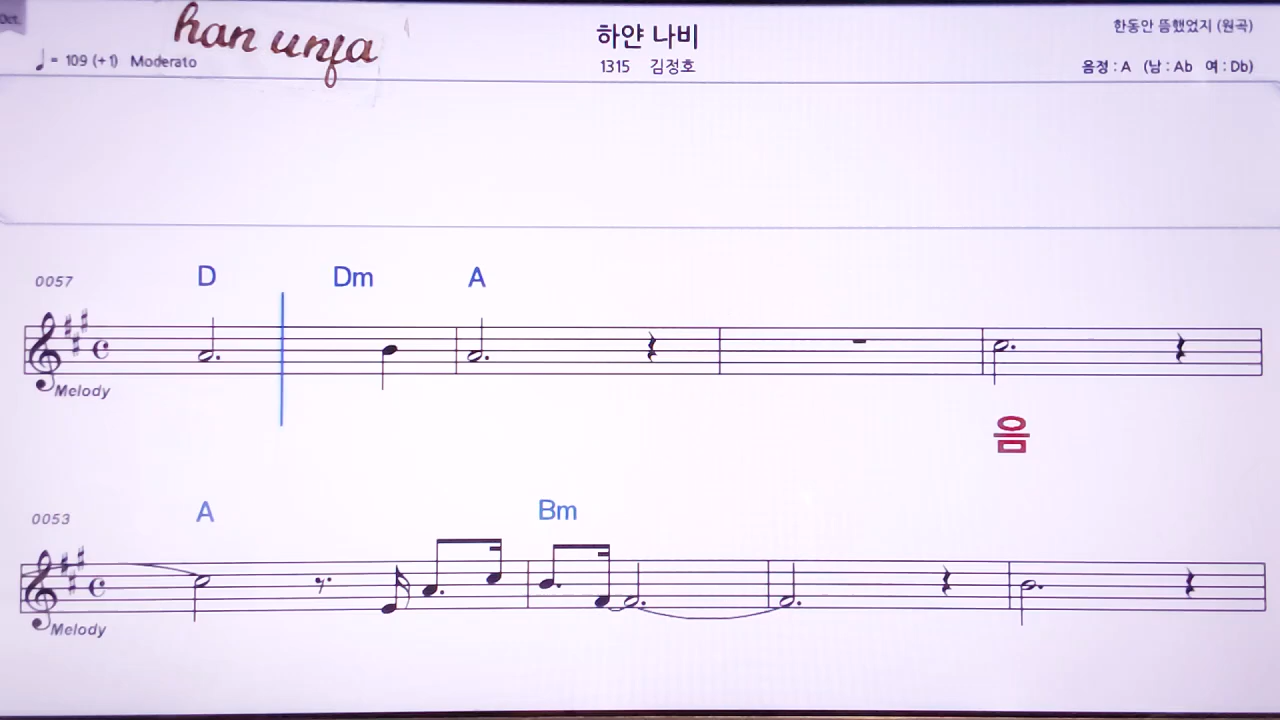 Oct.
han unfa
♩ = 109 (+1) Moderato
하얀 나비
1315 김정호
한동안 뜸했었지 (원곡)
음정 : A (남 : Ab 여 : Db)
0057
D Dm A
Melody
음
0053
A Bm
Melody